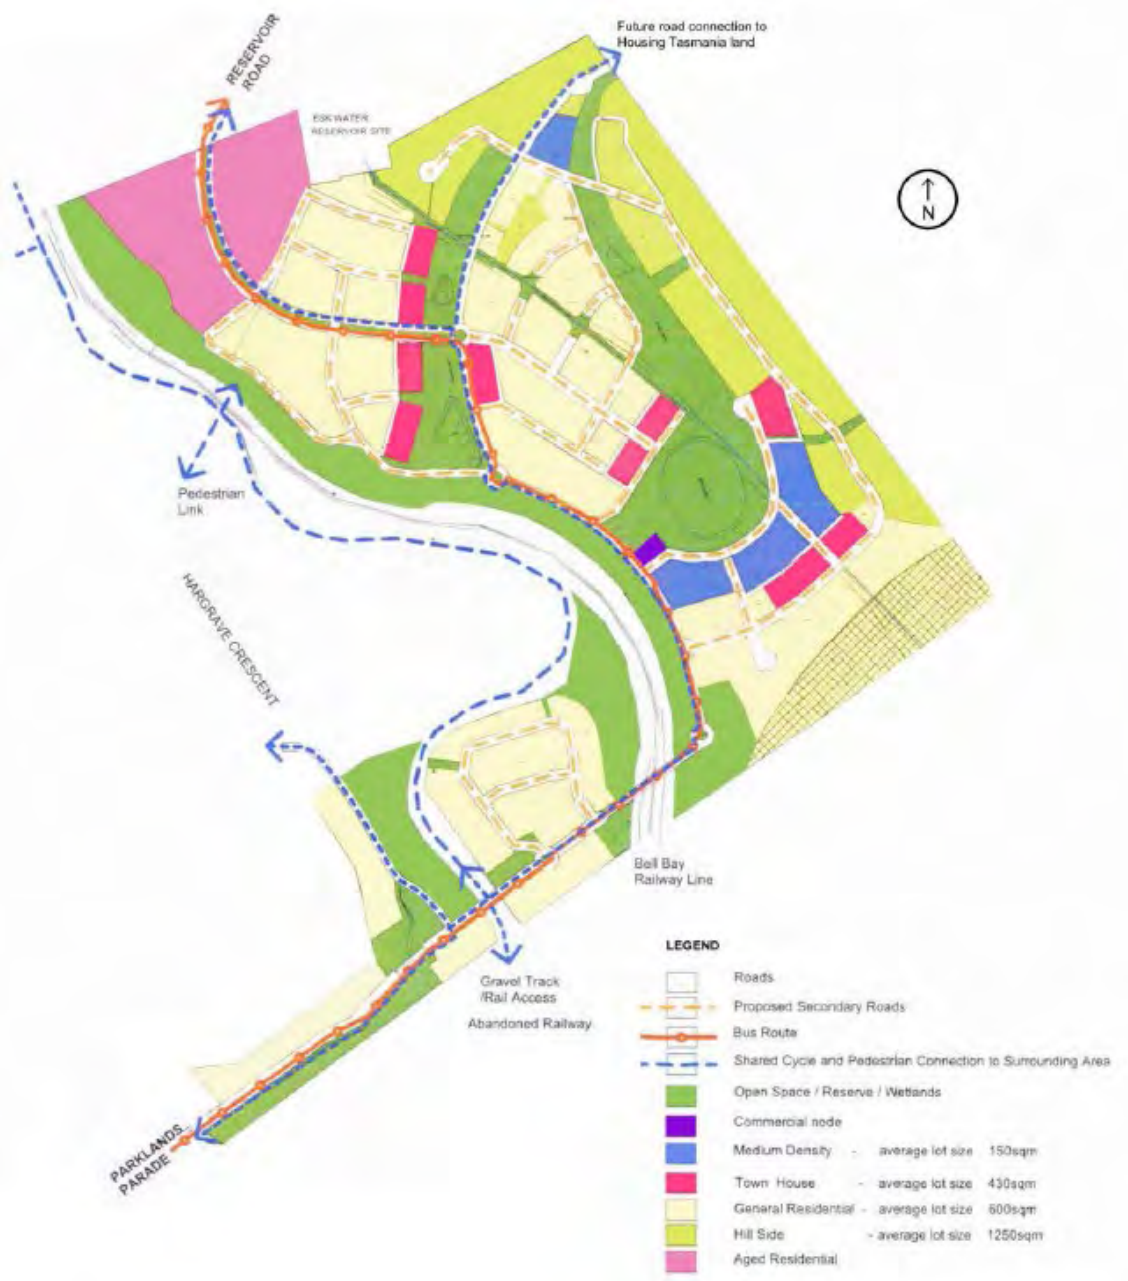 Future road connection to
Housing Tasmania land
RESERVOIR
ROAD
ESKWATER
RESERVOIR SITE
N
Pedestrian
Link
HARGRAVE CRESCENT
Bell Bay
Railway Line
Gravel Track
/Rail Access
Abandoned Railway
PARKLANDS
PARADE
LEGEND
Roads
Proposed Secondary Roads
Bus Route
Shared Cycle and Pedestrian Connection to Surrounding Area
Open Space / Reserve / Wetlands
Commercial node
Medium Density - average lot size 150sqm
Town House - average lot size 430sqm
General Residential - average lot size 600sqm
Hill Side - average lot size 1250sqm
Aged Residential